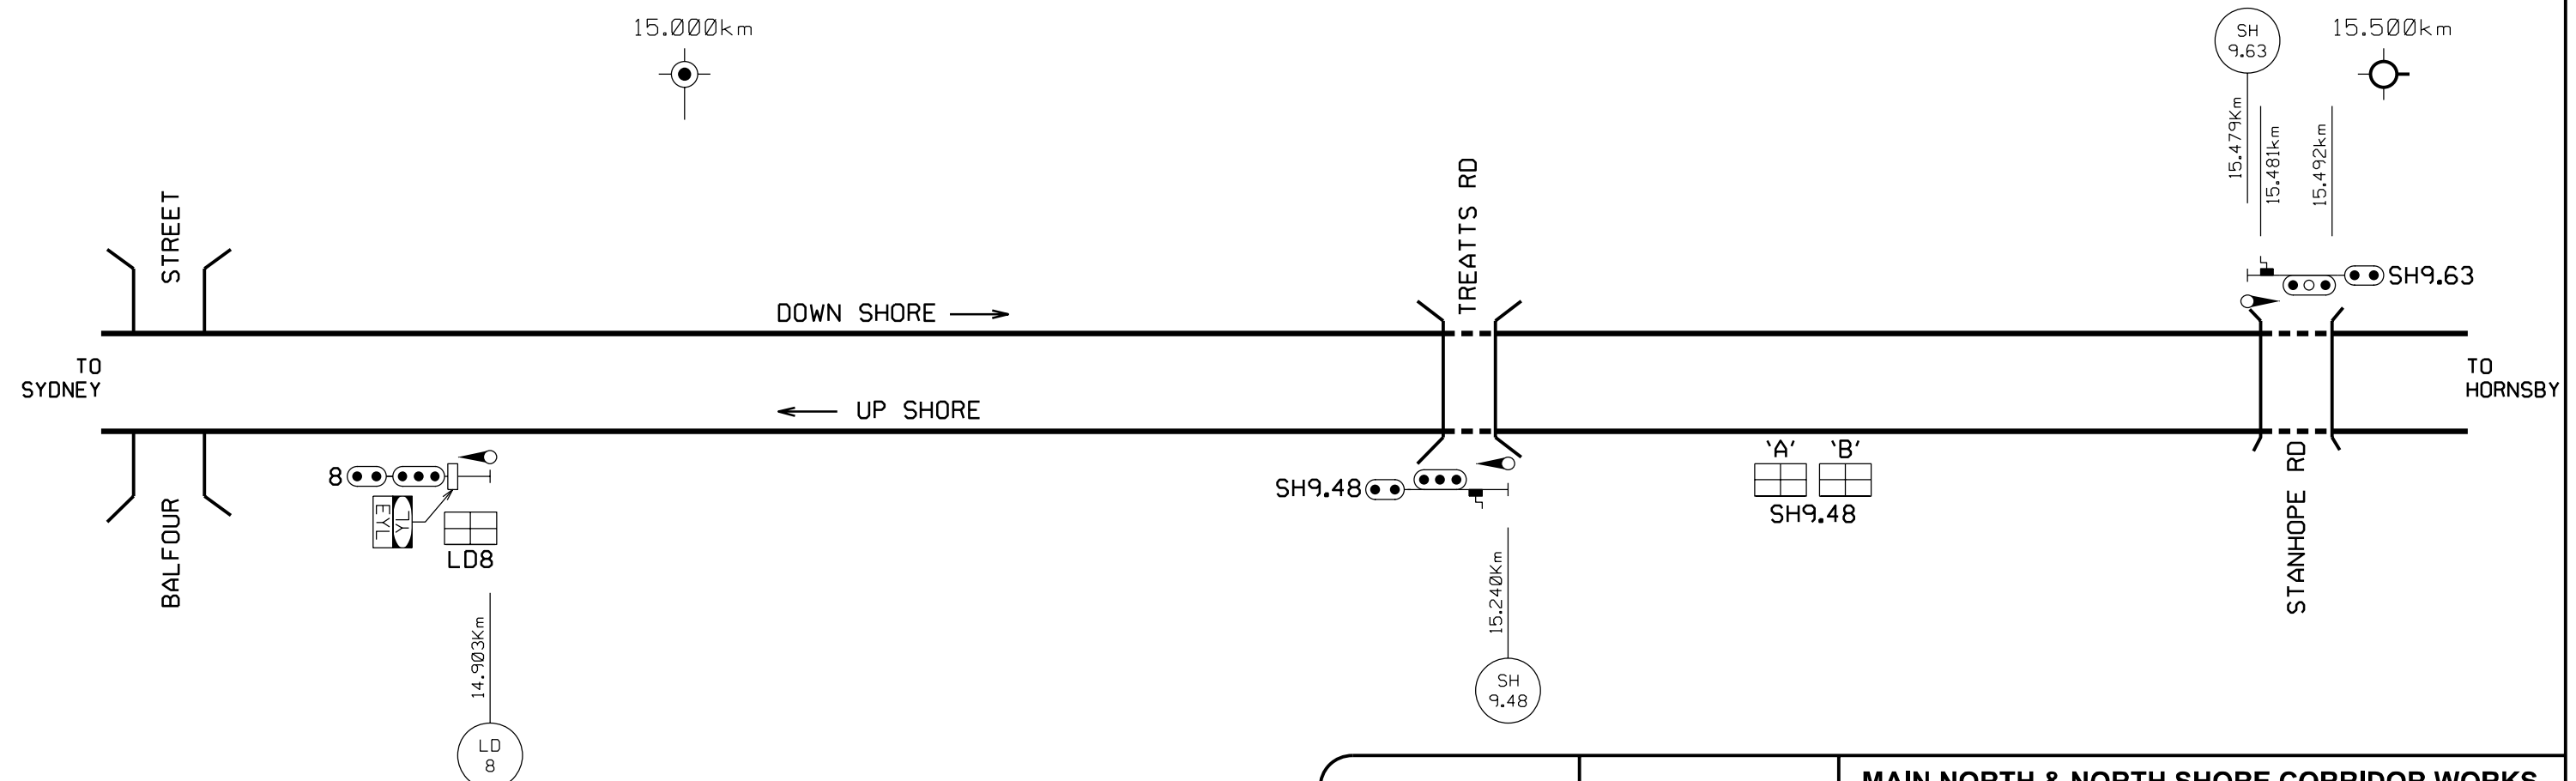 15.000km
SH
9.63
15.500km
15.479Km
15.481km
15.492km
STREET
TREATTS RD
SH9.63
DOWN SHORE
TO
SYDNEY
TO
HORNSBY
UP SHORE
8
YL
EYL
LD8
BALFOUR
SH9.48
'A' 'B'
SH9.48
STANHOPE RD
14.903Km
15.240Km
SH
9.48
LD
8
MAIN NORTH & NORTH SHORE CORRIDOR WORKS